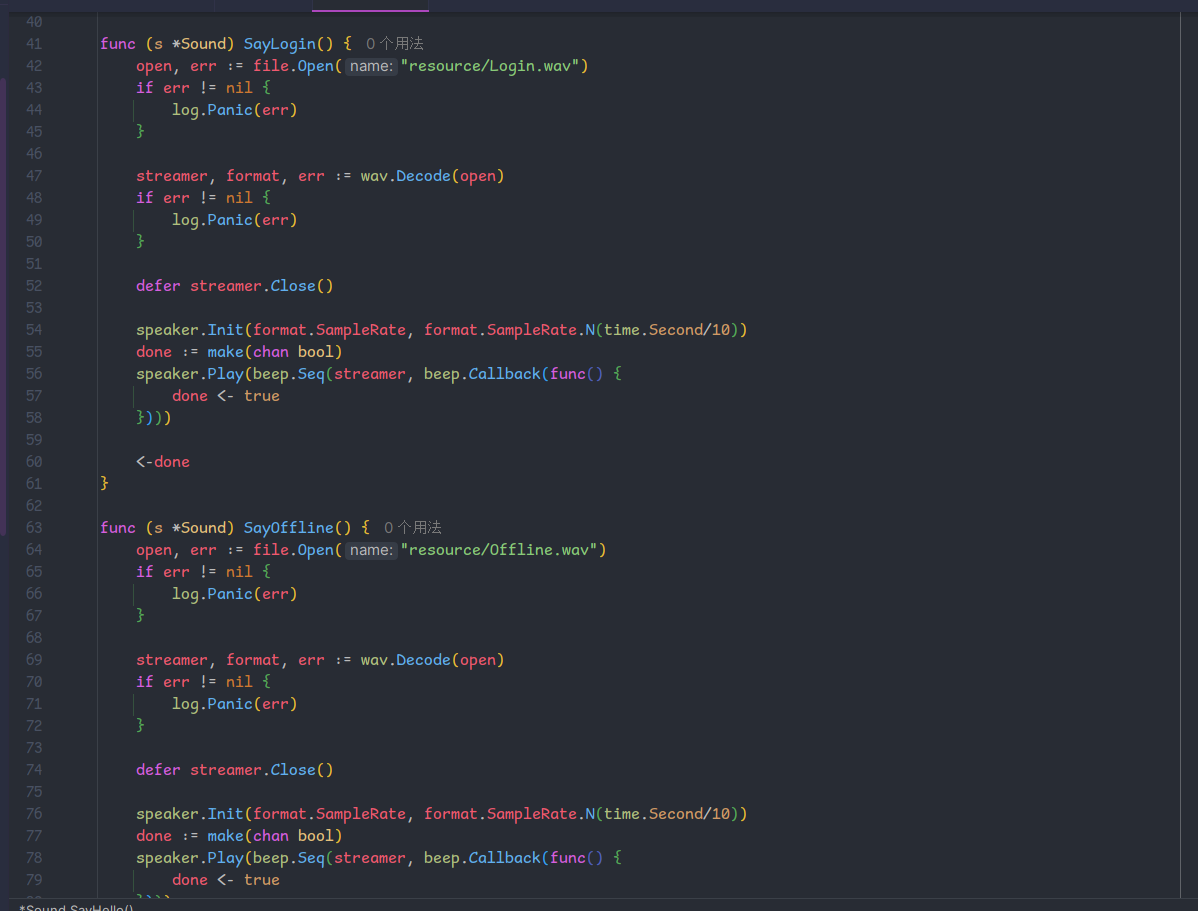 40
41 func (s *Sound) SayLogin() { 0 个用法
42 open, err := file.Open( name: "resource/Login.wav")
43 if err != nil {
44 log.Panic(err)
45 }
46
47 streamer, format, err := wav.Decode(open)
48 if err != nil {
49 log.Panic(err)
50 }
51
52 defer streamer.Close()
53
54 speaker.Init(format.SampleRate, format.SampleRate.N(time.Second/10))
55 done := make(chan bool)
56 speaker.Play(beep.Seq(streamer, beep.Callback(func() {
57 done <- true
58 })))
59
60 <-done
61 }
62
63 func (s *Sound) SayOffline() { 0 个用法
64 open, err := file.Open( name: "resource/Offline.wav")
65 if err != nil {
66 log.Panic(err)
67 }
68
69 streamer, format, err := wav.Decode(open)
70 if err != nil {
71 log.Panic(err)
72 }
73
74 defer streamer.Close()
75
76 speaker.Init(format.SampleRate, format.SampleRate.N(time.Second/10))
77 done := make(chan bool)
78 speaker.Play(beep.Seq(streamer, beep.Callback(func() {
79 done <- true
*Sound.SayHello()